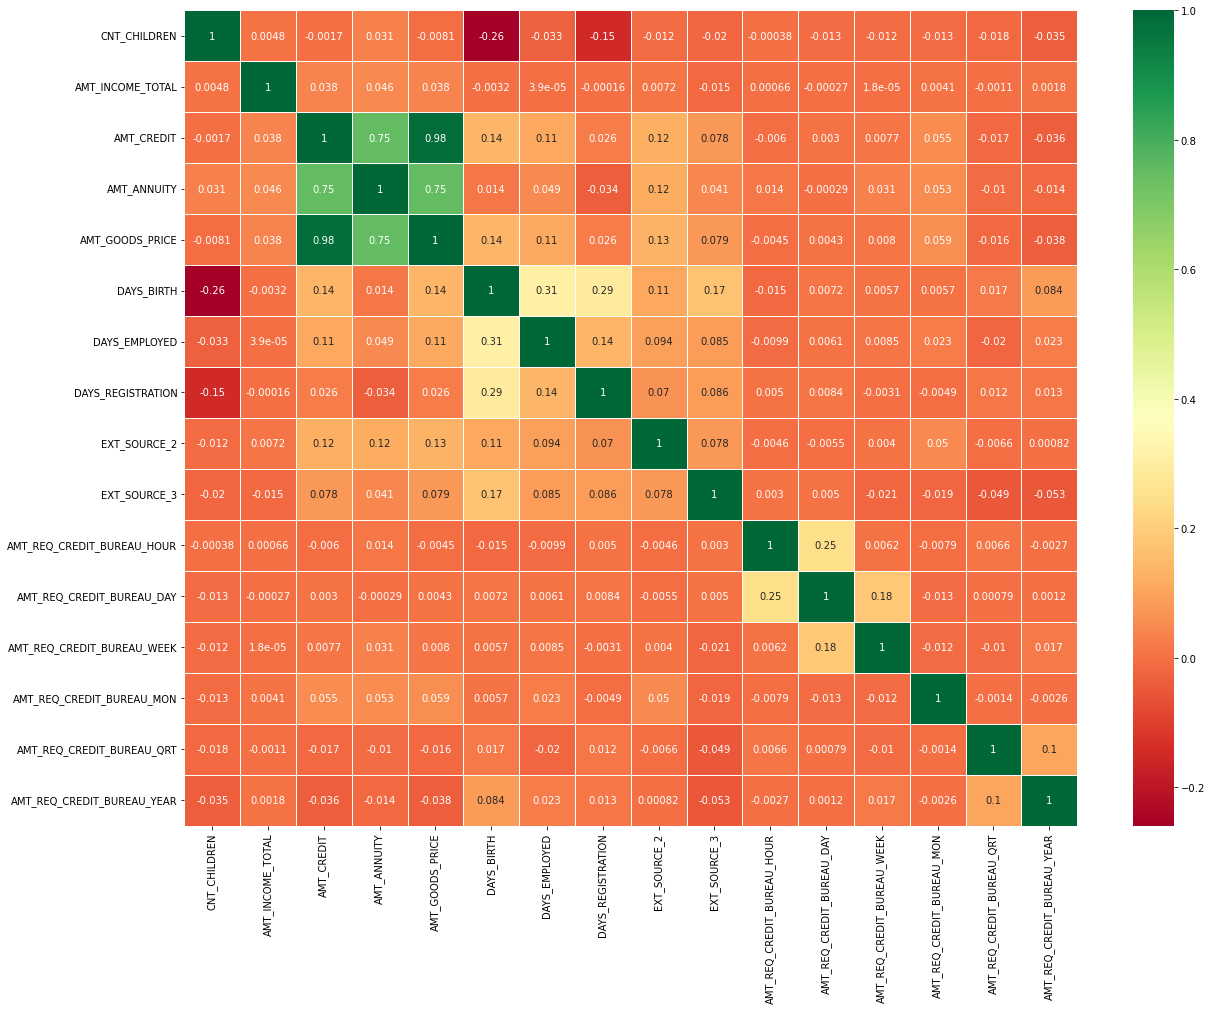 CNT_CHILDREN 1 0.0048 -0.0017 0.031 -0.0081 -0.26 -0.033 -0.15 -0.012 -0.02 -0.00038 -0.013 -0.012 -0.013 -0.018 -0.035
AMT_INCOME_TOTAL 0.0048 1 0.038 0.046 0.038 -0.0032 3.9e-05 -0.00016 0.0072 -0.015 0.00066 -0.00027 1.8e-05 0.0041 -0.0011 0.0018
AMT_CREDIT -0.0017 0.038 1 0.75 0.98 0.14 0.11 0.026 0.12 0.078 -0.006 0.003 0.0077 0.055 -0.017 -0.036
AMT_ANNUITY 0.031 0.046 0.75 1 0.75 0.014 0.049 -0.034 0.12 0.041 0.014 -0.00029 0.031 0.053 -0.01 -0.014
AMT_GOODS_PRICE -0.0081 0.038 0.98 0.75 1 0.14 0.11 0.026 0.13 0.079 -0.0045 0.0043 0.008 0.059 -0.016 -0.038
DAYS_BIRTH -0.26 -0.0032 0.14 0.014 0.14 1 0.31 0.29 0.11 0.17 -0.015 0.0072 0.0057 0.0057 0.017 0.084
DAYS_EMPLOYED -0.033 3.9e-05 0.11 0.049 0.11 0.31 1 0.14 0.094 0.085 -0.0099 0.0061 0.0085 0.023 -0.02 0.023
DAYS_REGISTRATION -0.15 -0.00016 0.026 -0.034 0.026 0.29 0.14 1 0.07 0.086 0.005 0.0084 -0.0031 -0.0049 0.012 0.013
EXT_SOURCE_2 -0.012 0.0072 0.12 0.12 0.13 0.11 0.094 0.07 1 0.078 -0.0046 -0.0055 0.004 0.05 -0.0066 0.00082
EXT_SOURCE_3 -0.02 -0.015 0.078 0.041 0.079 0.17 0.085 0.086 0.078 1 0.003 0.005 -0.021 -0.019 -0.049 -0.053
AMT_REQ_CREDIT_BUREAU_HOUR -0.00038 0.00066 -0.006 0.014 -0.0045 -0.015 -0.0099 0.005 -0.0046 0.003 1 0.25 0.0062 -0.0079 0.0066 -0.0027
AMT_REQ_CREDIT_BUREAU_DAY -0.013 -0.00027 0.003 -0.00029 0.0043 0.0072 0.0061 0.0084 -0.0055 0.005 0.25 1 0.18 -0.013 0.00079 0.0012
AMT_REQ_CREDIT_BUREAU_WEEK -0.012 1.8e-05 0.0077 0.031 0.008 0.0057 0.0085 -0.0031 0.004 -0.021 0.0062 0.18 1 -0.012 -0.01 0.017
AMT_REQ_CREDIT_BUREAU_MON -0.013 0.0041 0.055 0.053 0.059 0.0057 0.023 -0.0049 0.05 -0.019 -0.0079 -0.013 -0.012 1 -0.0014 -0.0026
AMT_REQ_CREDIT_BUREAU_QRT -0.018 -0.0011 -0.017 -0.01 -0.016 0.017 -0.02 0.012 -0.0066 -0.049 0.0066 0.00079 -0.01 -0.0014 1 0.1
AMT_REQ_CREDIT_BUREAU_YEAR -0.035 0.0018 -0.036 -0.014 -0.038 0.084 0.023 0.013 0.00082 -0.053 -0.0027 0.0012 0.017 -0.0026 0.1 1
CNT_CHILDREN
AMT_INCOME_TOTAL
AMT_CREDIT
AMT_ANNUITY
AMT_GOODS_PRICE
DAYS_BIRTH
DAYS_EMPLOYED
DAYS_REGISTRATION
EXT_SOURCE_2
EXT_SOURCE_3
AMT_REQ_CREDIT_BUREAU_HOUR
AMT_REQ_CREDIT_BUREAU_DAY
AMT_REQ_CREDIT_BUREAU_WEEK
AMT_REQ_CREDIT_BUREAU_MON
AMT_REQ_CREDIT_BUREAU_QRT
AMT_REQ_CREDIT_BUREAU_YEAR
1.0
0.8
0.6
0.4
0.2
0.0
−0.2